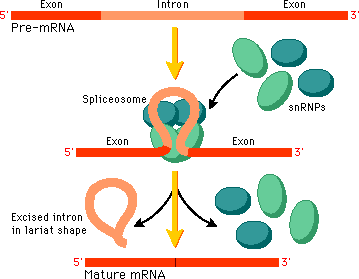 Exon Intron Exon
5' 3'
Pre-mRNA
Spliceosome
snRNPs
Exon Exon
5' 3'
Excised intron
in lariat shape
5' 3'
Mature mRNA